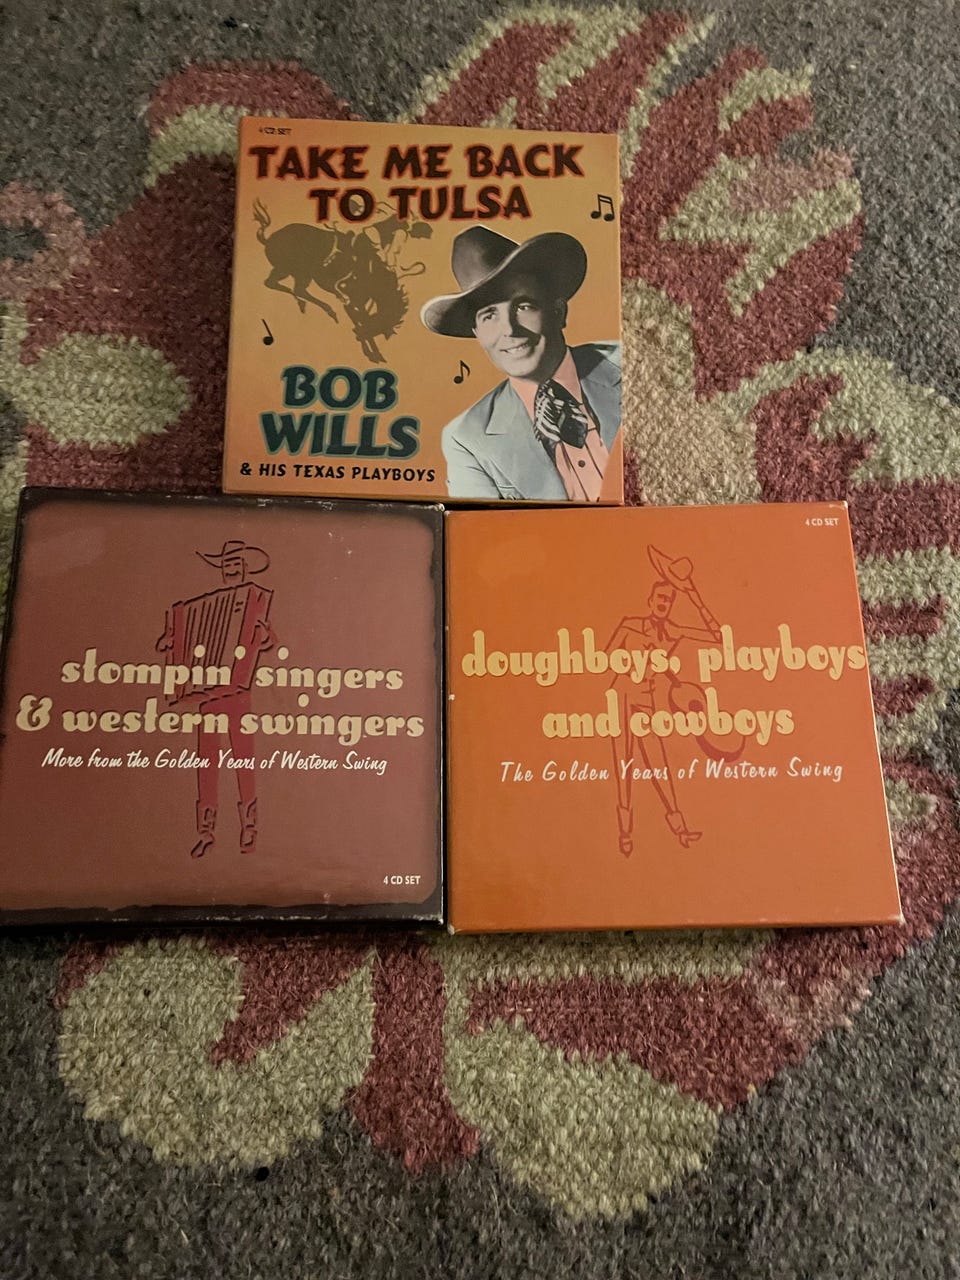 4 CD SET
TAKE ME BACK
TO TULSA
BOB
WILLS
& HIS TEXAS PLAYBOYS
stompin' singers
& western swingers
More from the Golden Years of Western Swing
4 CD SET
4 CD SET
doughboys, playboys
and cowboys
The Golden Years of Western Swing